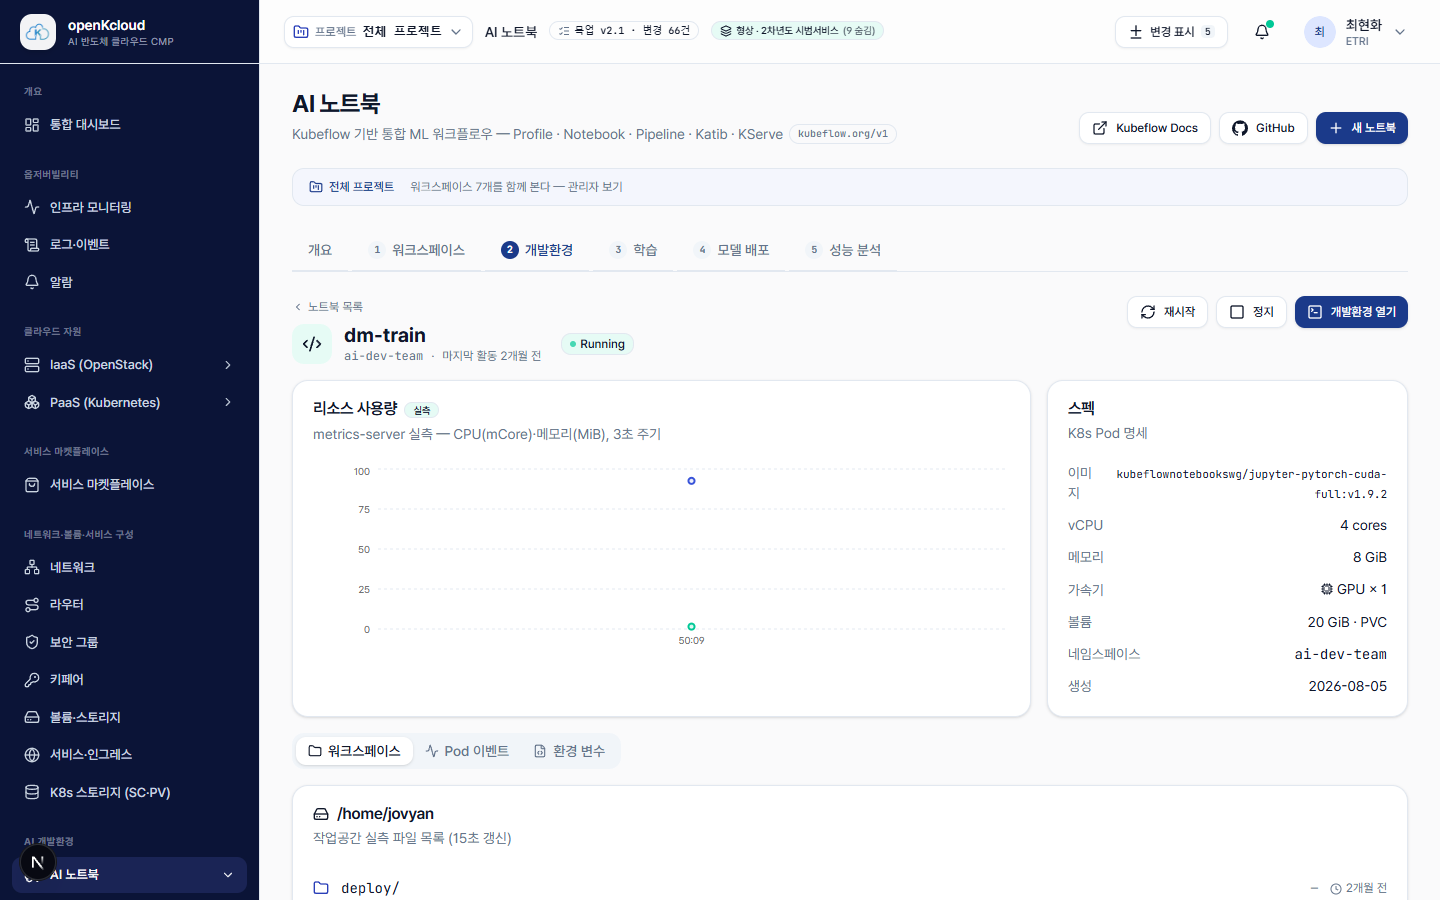 openKcloud
AI 반도체 클라우드 CMP
개요
통합 대시보드
옵저버빌리티
인프라 모니터링
로그·이벤트
알람
클라우드 자원
IaaS (OpenStack)
PaaS (Kubernetes)
서비스 마켓플레이스
서비스 마켓플레이스
네트워크·볼륨·서비스 구성
네트워크
라우터
보안 그룹
키페어
볼륨·스토리지
서비스·인그레스
K8s 스토리지 (SC·PV)
AI 개발환경
N
AI 노트북
프로젝트 전체 프로젝트
AI 노트북
목업 v2.1 · 변경 66건
형상 · 2차년도 시범서비스 (9 숨김)
변경 표시 5
최
최현화
ETRI
AI 노트북
Kubeflow 기반 통합 ML 워크플로우 — Profile · Notebook · Pipeline · Katib · KServe kubeflow.org/v1
Kubeflow Docs
GitHub
새 노트북
전체 프로젝트 워크스페이스 7개를 함께 본다 — 관리자 보기
개요
1 워크스페이스
2 개발환경
3 학습
4 모델 배포
5 성능 분석
노트북 목록
dm-train
ai-dev-team · 마지막 활동 2개월 전
Running
재시작
정지
개발환경 열기
리소스 사용량 실측
metrics-server 실측 — CPU(mCore)·메모리(MiB), 3초 주기
100
75
50
25
0
50:09
스펙
K8s Pod 명세
이미지 kubeflownotebookswg/jupyter-pytorch-cuda-full:v1.9.2
vCPU 4 cores
메모리 8 GiB
가속기 GPU × 1
볼륨 20 GiB · PVC
네임스페이스 ai-dev-team
생성 2026-08-05
워크스페이스
Pod 이벤트
환경 변수
/home/jovyan
작업공간 실측 파일 목록 (15초 갱신)
deploy/ — 2개월 전